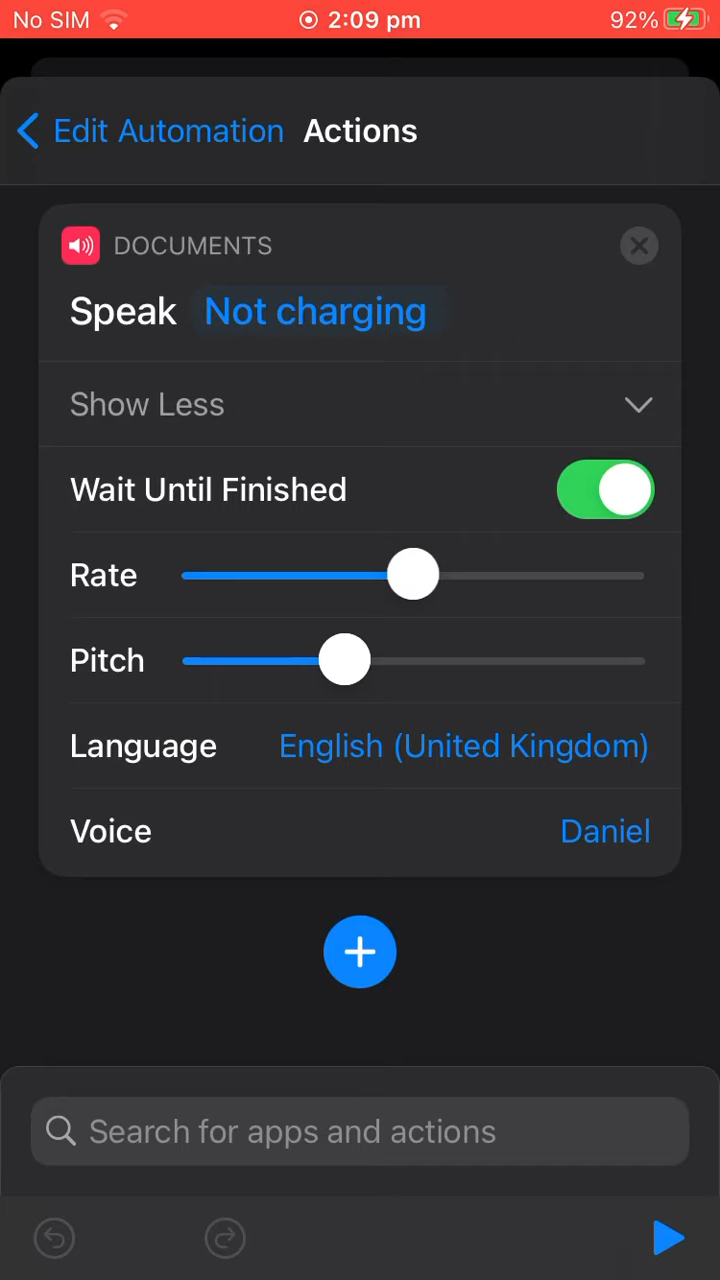 No SIM 2:09 pm 92%
Edit Automation Actions
DOCUMENTS
Speak Not charging
Show Less
Wait Until Finished
Rate
Pitch
Language English (United Kingdom)
Voice Daniel
Search for apps and actions